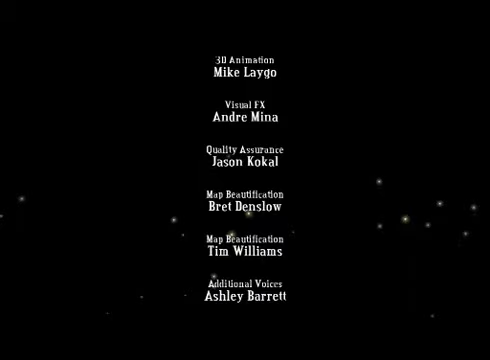 3D Animation
Mike Laygo
Visual FX
Andre Mina
Quality Assurance
Jason Kokal
Map Beautification
Bret Denslow
Map Beautification
Tim Williams
Additional Voices
Ashley Barrett